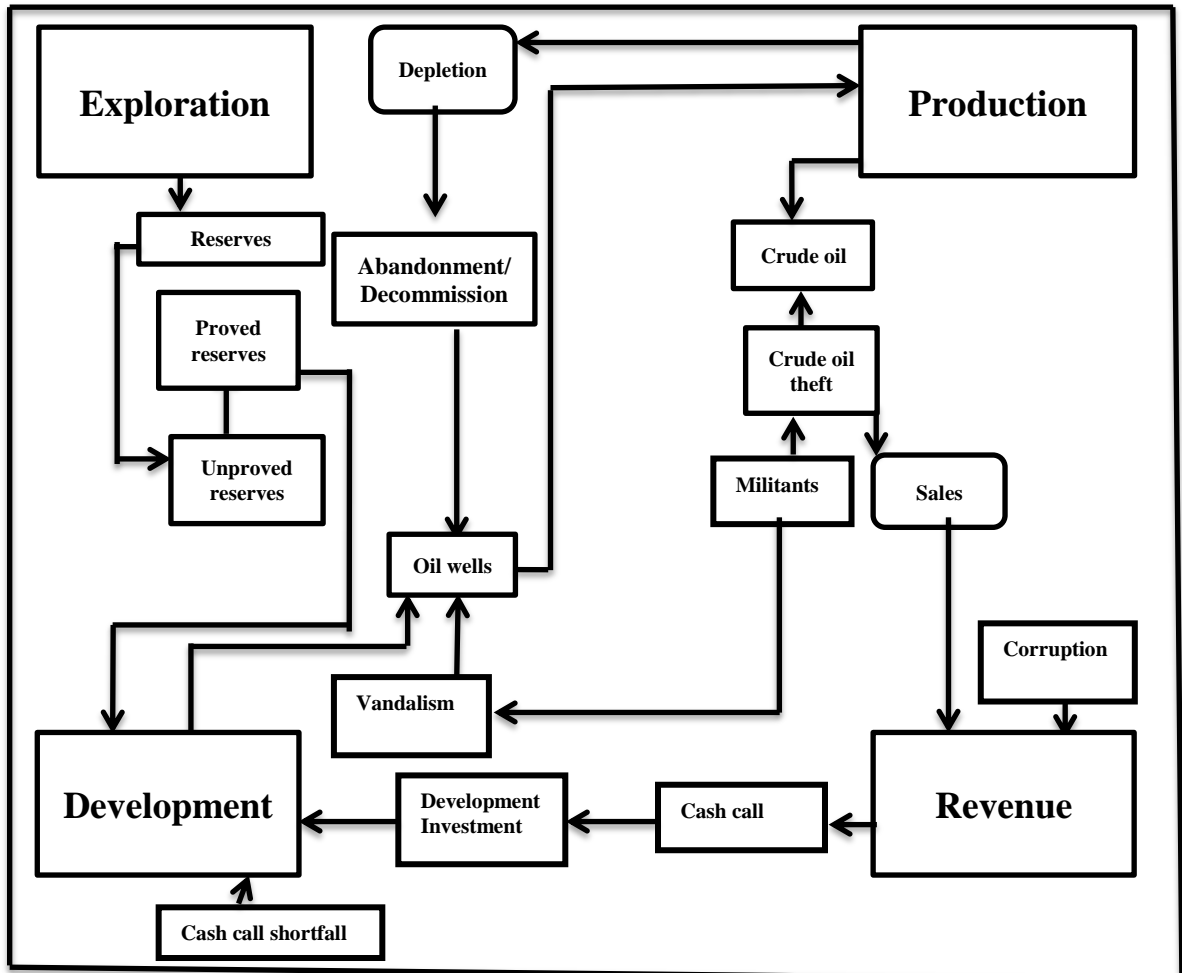 Exploration
Depletion
Production
Reserves
Abandonment/
Decommission
Crude oil
Proved
reserves
Crude oil
theft
Unproved
reserves
Militants
Sales
Oil wells
Corruption
Vandalism
Development
Development
Investment
Cash call
Revenue
Cash call shortfall